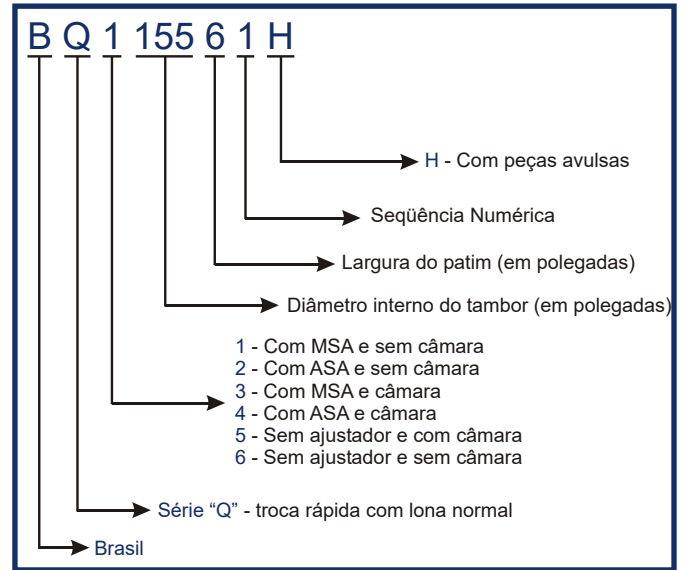 B Q 1 155 6 1 H
H - Com peças avulsas
Seqüência Numérica
Largura do patim (em polegadas)
Diâmetro interno do tambor (em polegadas)
1 - Com MSA e sem câmara
2 - Com ASA e sem câmara
3 - Com MSA e câmara
4 - Com ASA e câmara
5 - Sem ajustador e com câmara
6 - Sem ajustador e sem câmara
Série “Q” - troca rápida com lona normal
Brasil